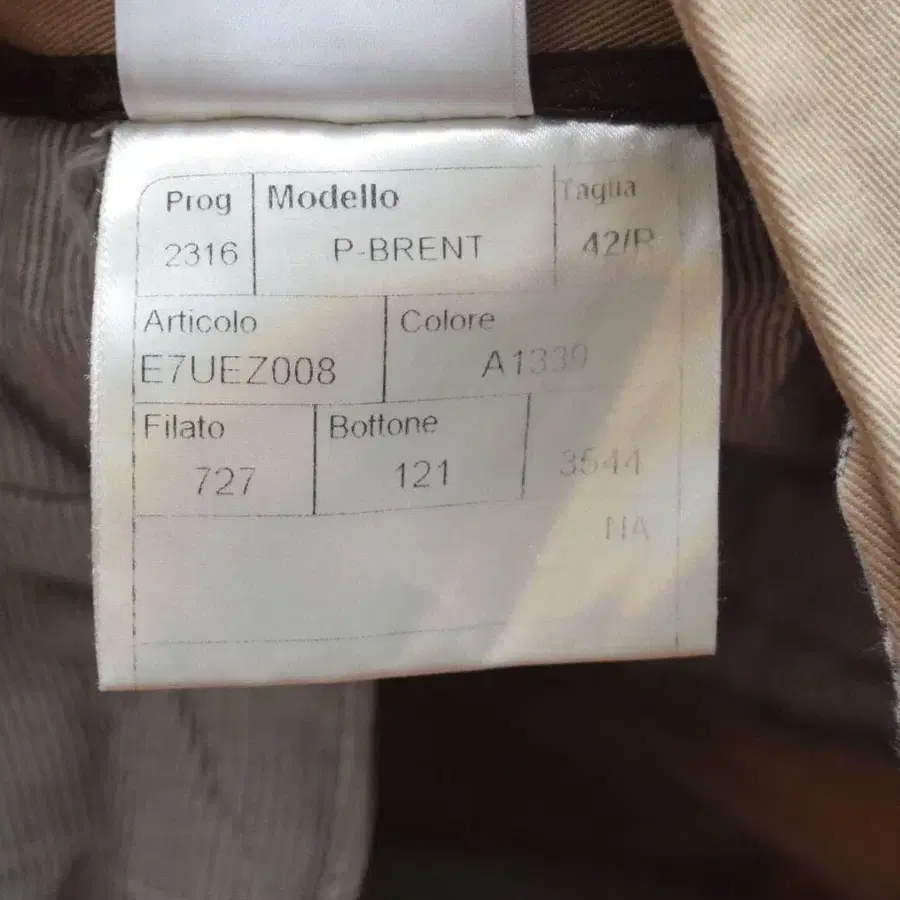 Prog Modello Taglia
2316 P-BRENT 42/R
Articolo Colore
E7UEZ008 A1339
Filato Bottone
727 121 3544
NA